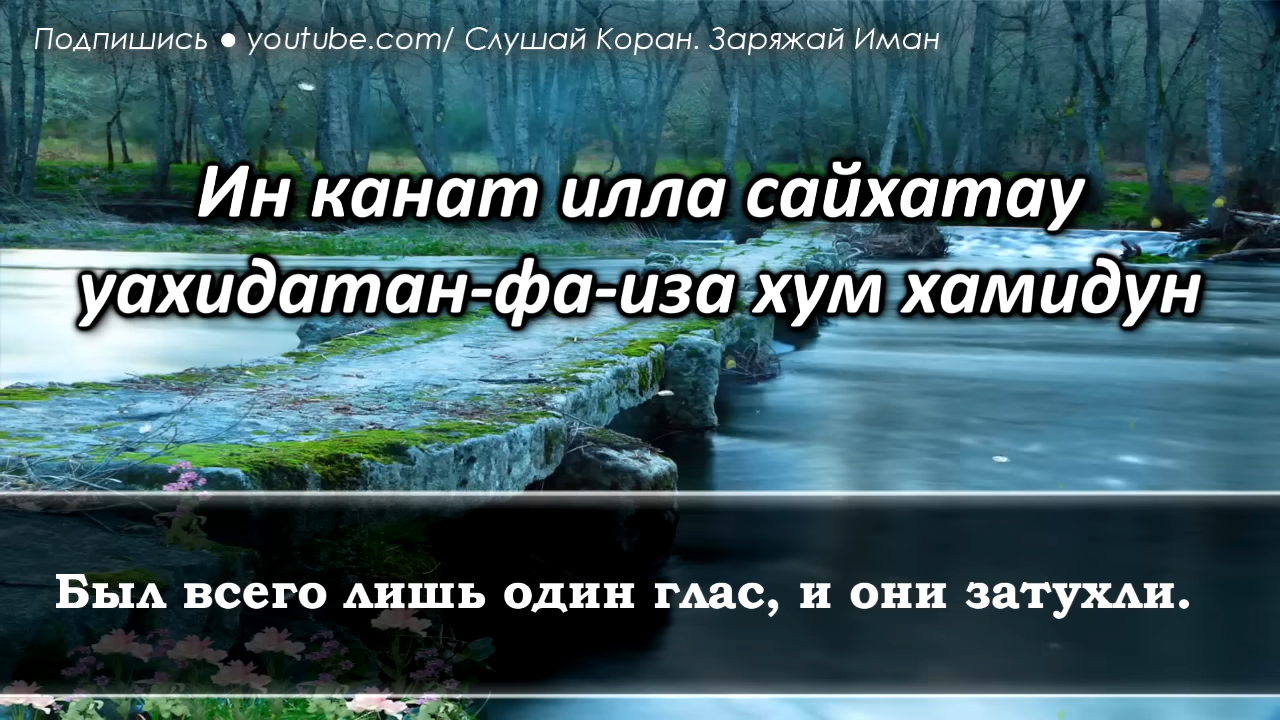 Подпишись ● youtube.com/ Слушай Коран. Заряжай Иман
Ин канат илла сайхатау
уахидатан-фа-иза хум хамидун
Был всего лишь один глас, и они затухли.